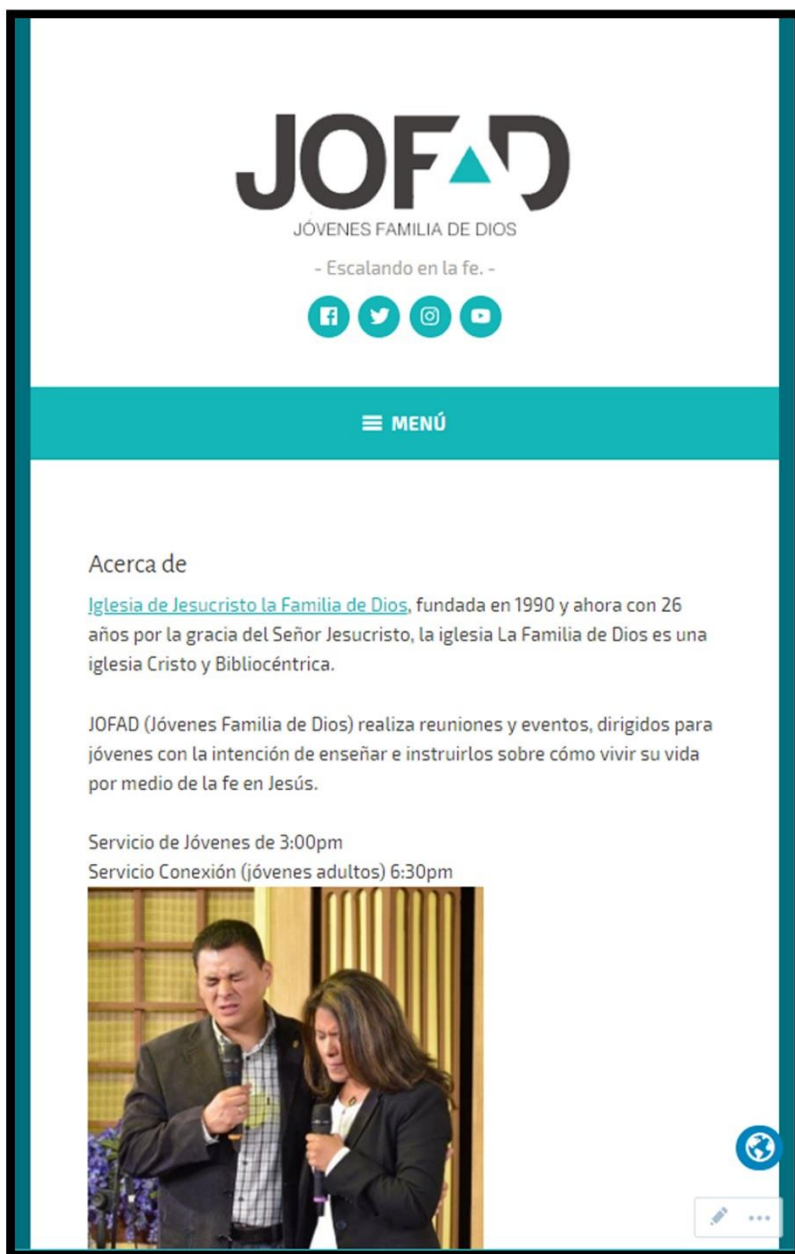 JOFAD
JÓVENES FAMILIA DE DIOS
- Escalando en la fe. -
MENÚ
Acerca de
Iglesia de Jesucristo la Familia de Dios, fundada en 1990 y ahora con 26
años por la gracia del Señor Jesucristo, la iglesia La Familia de Dios es una
iglesia Cristo y Bibliocéntrica.
JOFAD (Jóvenes Familia de Dios) realiza reuniones y eventos, dirigidos para
jóvenes con la intención de enseñar e instruirlos sobre cómo vivir su vida
por medio de la fe en Jesús.
Servicio de Jóvenes de 3:00pm
Servicio Conexión (jóvenes adultos) 6:30pm